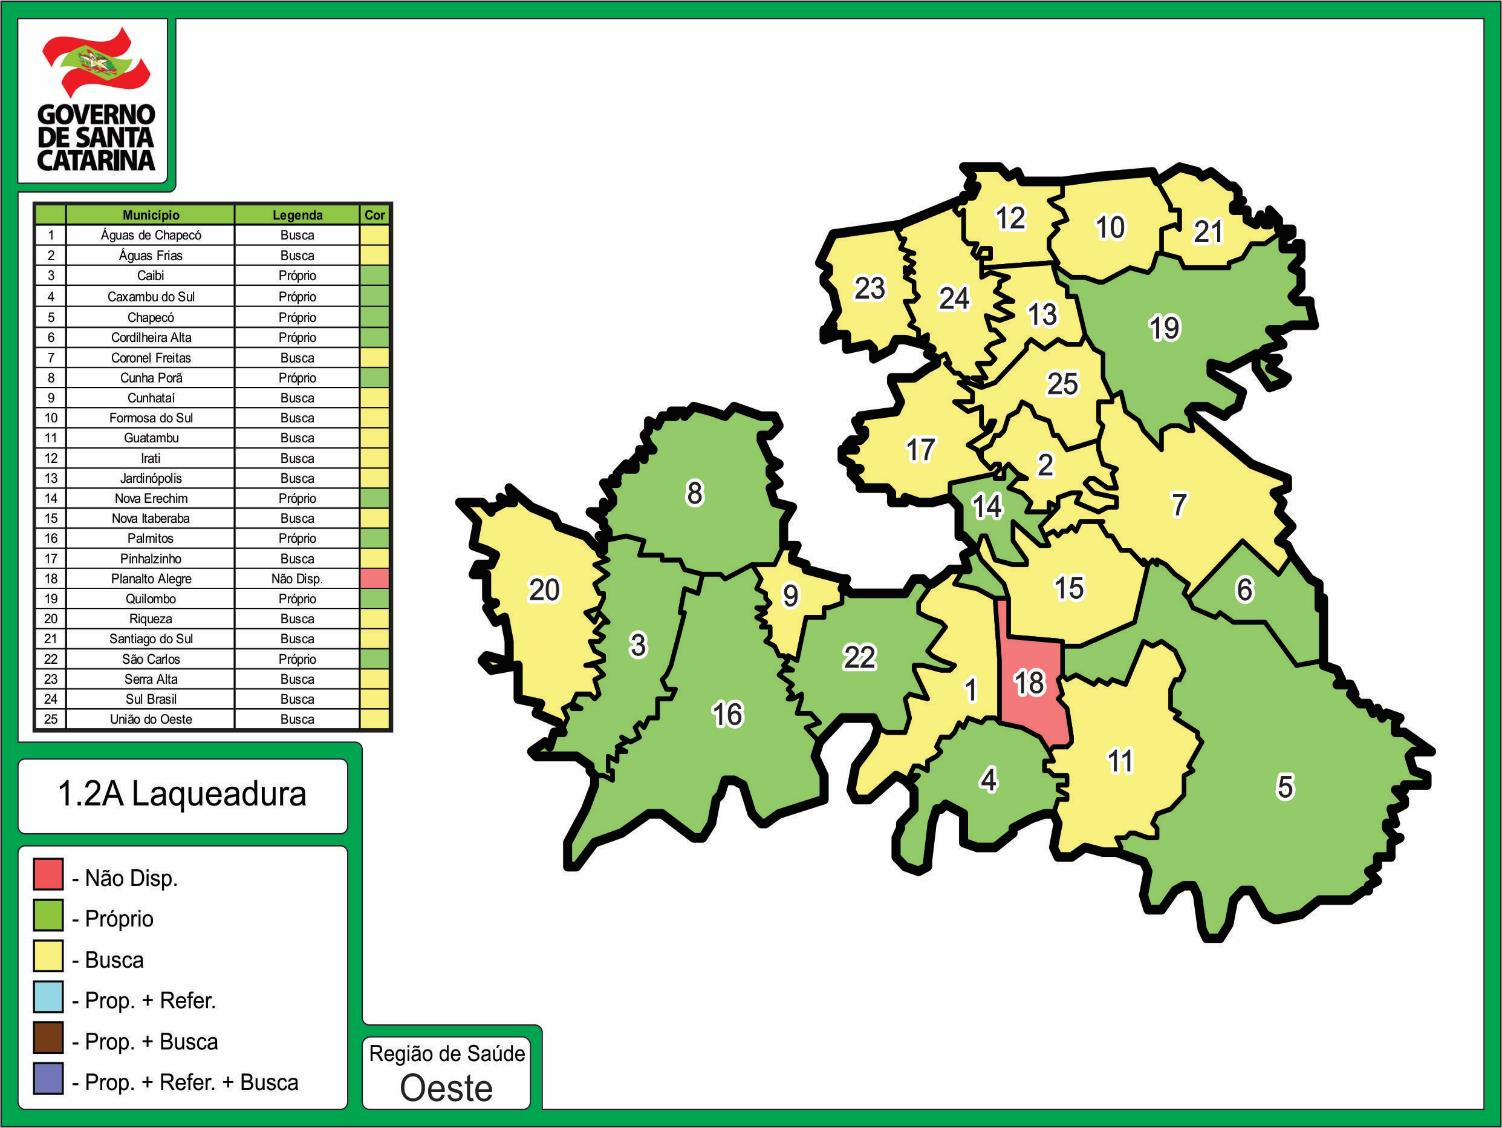 GOVERNO
DE SANTA
CATARINA
Município Legenda Cor
1 Águas de Chapecó Busca
2 Águas Frias Busca
3 Caibi Próprio
4 Caxambu do Sul Próprio
5 Chapecó Próprio
6 Cordilheira Alta Próprio
7 Coronel Freitas Busca
8 Cunha Porã Próprio
9 Cunhataí Busca
10 Formosa do Sul Busca
11 Guatambu Busca
12 Irati Busca
13 Jardinópolis Busca
14 Nova Erechim Próprio
15 Nova Itaberaba Busca
16 Palmitos Próprio
17 Pinhalzinho Busca
18 Planalto Alegre Não Disp.
19 Quilombo Próprio
20 Riqueza Busca
21 Santiago do Sul Busca
22 São Carlos Próprio
23 Serra Alta Busca
24 Sul Brasil Busca
25 União do Oeste Busca
1.2A Laqueadura
- Não Disp.
- Próprio
- Busca
- Prop. + Refer.
- Prop. + Busca
- Prop. + Refer. + Busca
Região de Saúde
Oeste
12
10
21
23
24
13
19
25
17
2
8
14
7
20
9
15
6
3
22
1
18
16
4
11
5